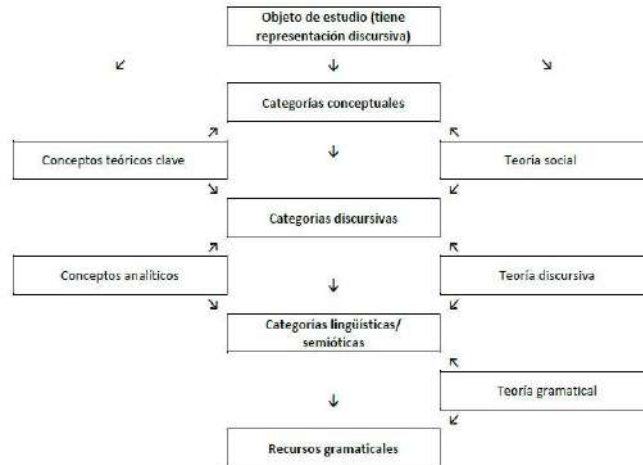 Objeto de estudio (tiene
representación discursiva)
Categorías conceptuales
Conceptos teóricos clave
Teoría social
Categorias discursivas
Conceptos analíticos
Teoría discursiva
Categorías lingüísticas/
semióticas
Teoría gramatical
Recursos gramaticales